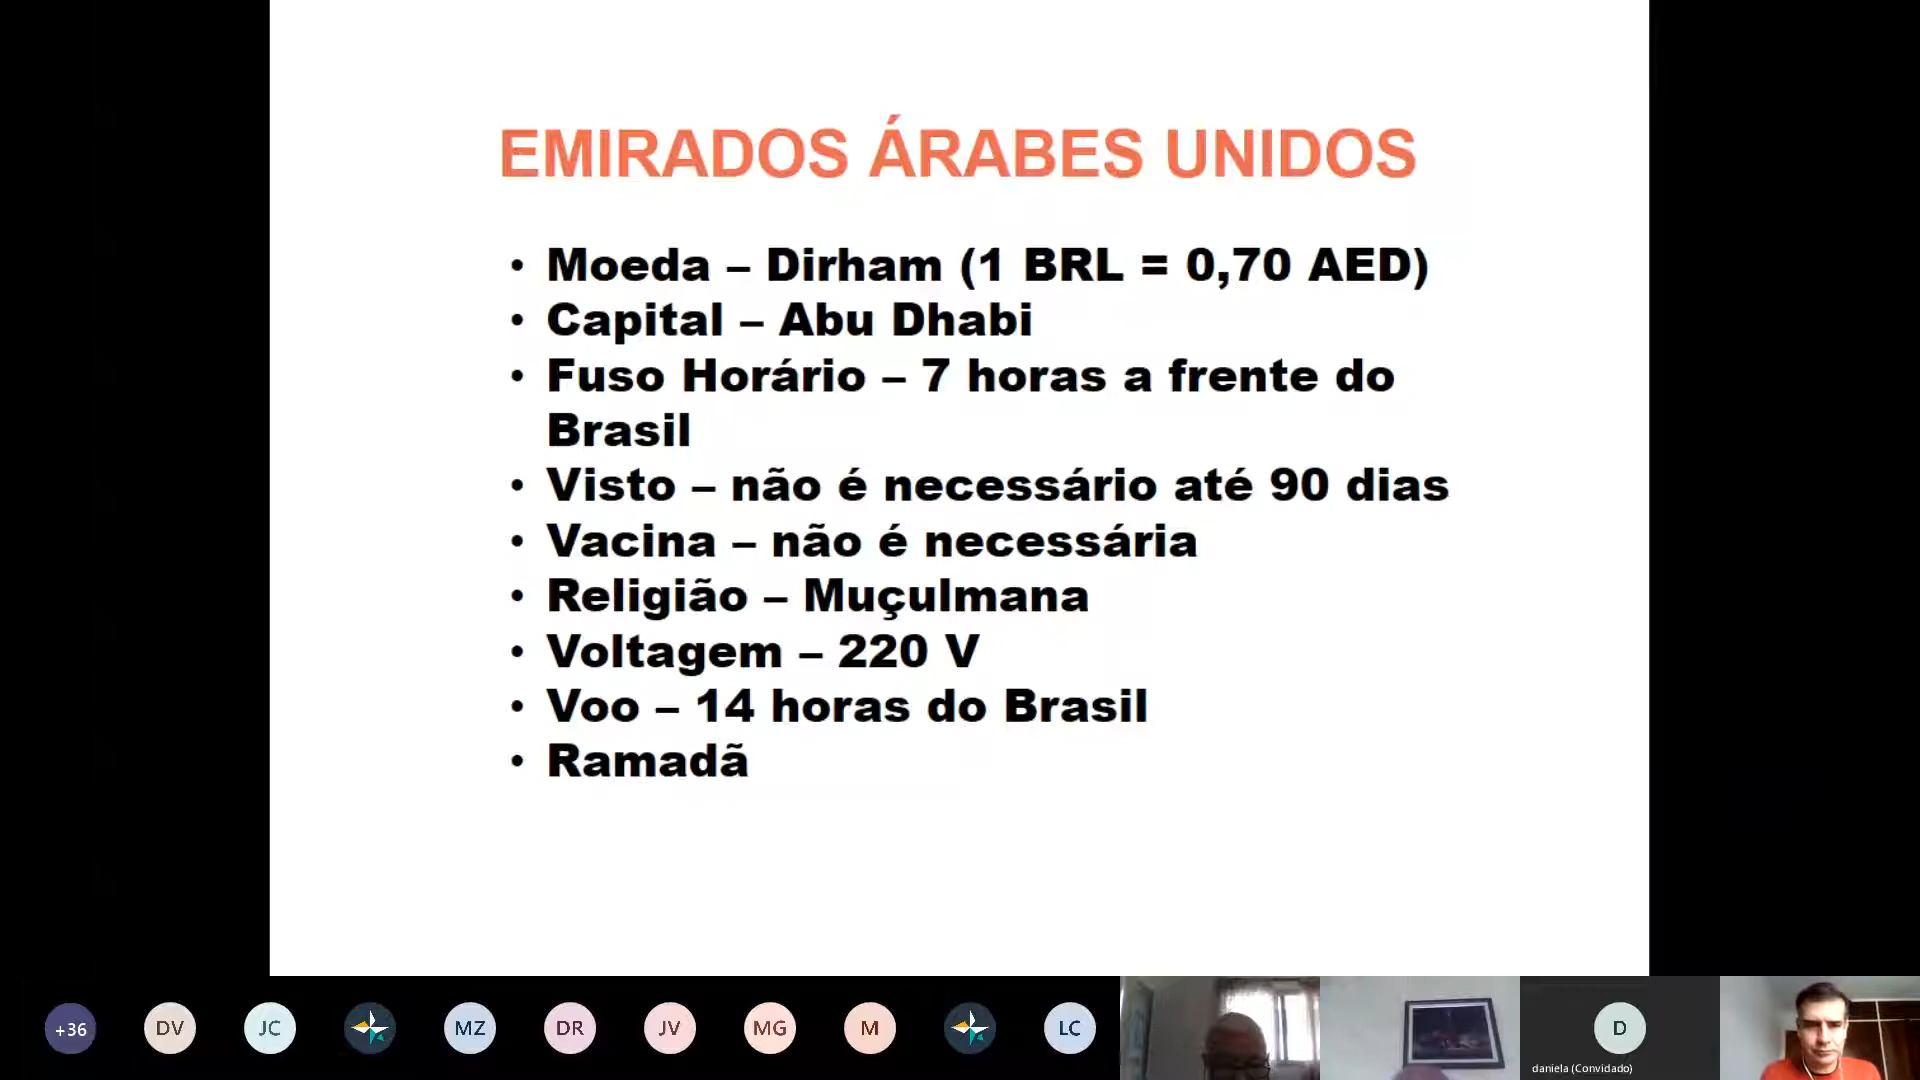 EMIRADOS ÁRABES UNIDOS
• Moeda – Dirham (1 BRL = 0,70 AED)
• Capital – Abu Dhabi
• Fuso Horário – 7 horas a frente do
Brasil
• Visto – não é necessário até 90 dias
• Vacina – não é necessária
• Religião – Muçulmana
• Voltagem – 220 V
• Voo – 14 horas do Brasil
• Ramadã
+36 DV JC MZ DR JV MG M LC D
daniela (Convidado)